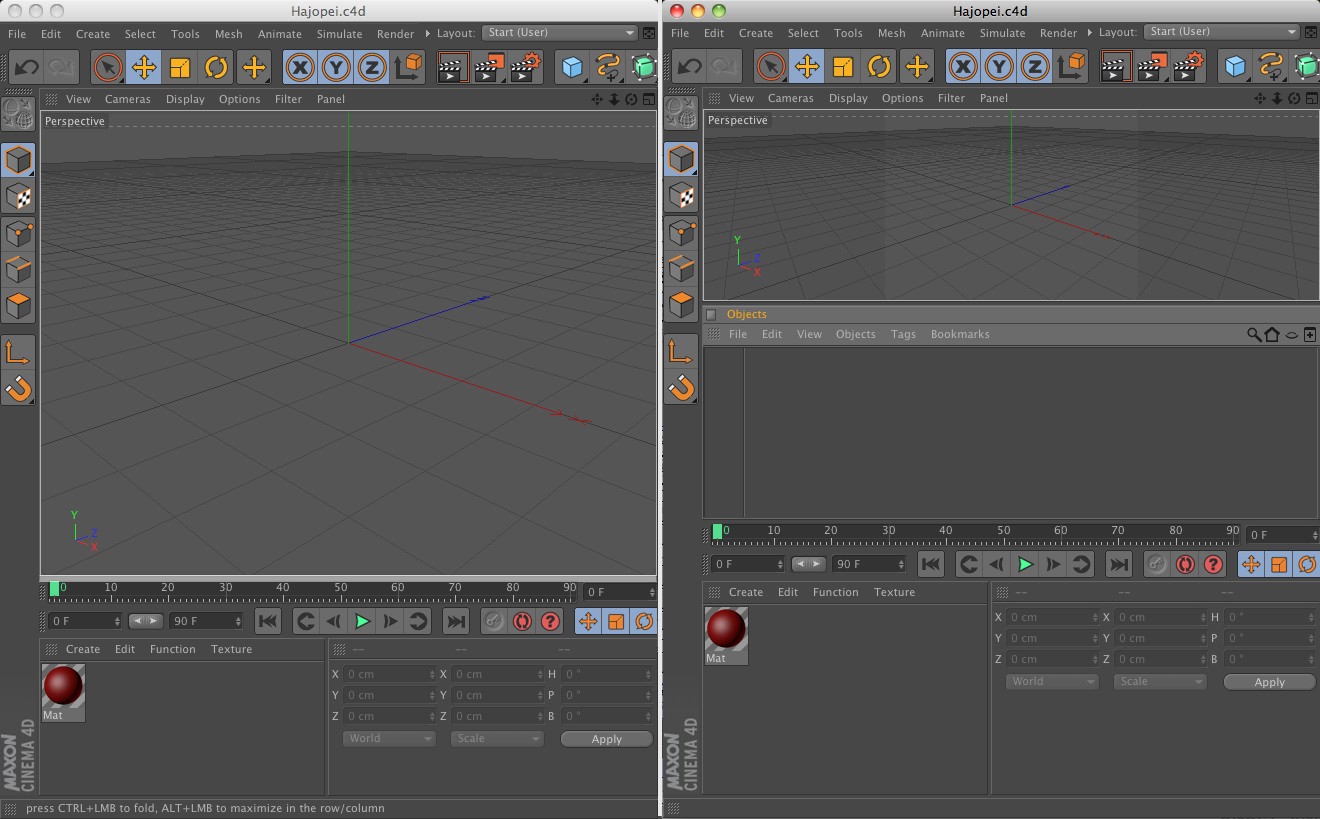 Hajopei.c4d
File Edit Create Select Tools Mesh Animate Simulate Render Layout: Start (User)
X Y Z
View Cameras Display Options Filter Panel
Perspective
Y
Z
X
0 10 20 30 40 50 60 70 80 90 0 F
0 F 90 F
Create Edit Function Texture -- -- --
Mat
X 0 cm X 0 cm H 0 °
Y 0 cm Y 0 cm P 0 °
Z 0 cm Z 0 cm B 0 °
World Scale Apply
MAXON
CINEMA 4D
press CTRL+LMB to fold, ALT+LMB to maximize in the row/column
Hajopei.c4d
File Edit Create Select Tools Mesh Animate Simulate Render Layout: Start (User)
X Y Z
View Cameras Display Options Filter Panel
Perspective
Y
Z
X
Objects
File Edit View Objects Tags Bookmarks
0 10 20 30 40 50 60 70 80 90 0 F
0 F 90 F
Create Edit Function Texture -- -- --
Mat
X 0 cm X 0 cm H 0 °
Y 0 cm Y 0 cm P 0 °
Z 0 cm Z 0 cm B 0 °
World Scale Apply
MAXON
CINEMA 4D